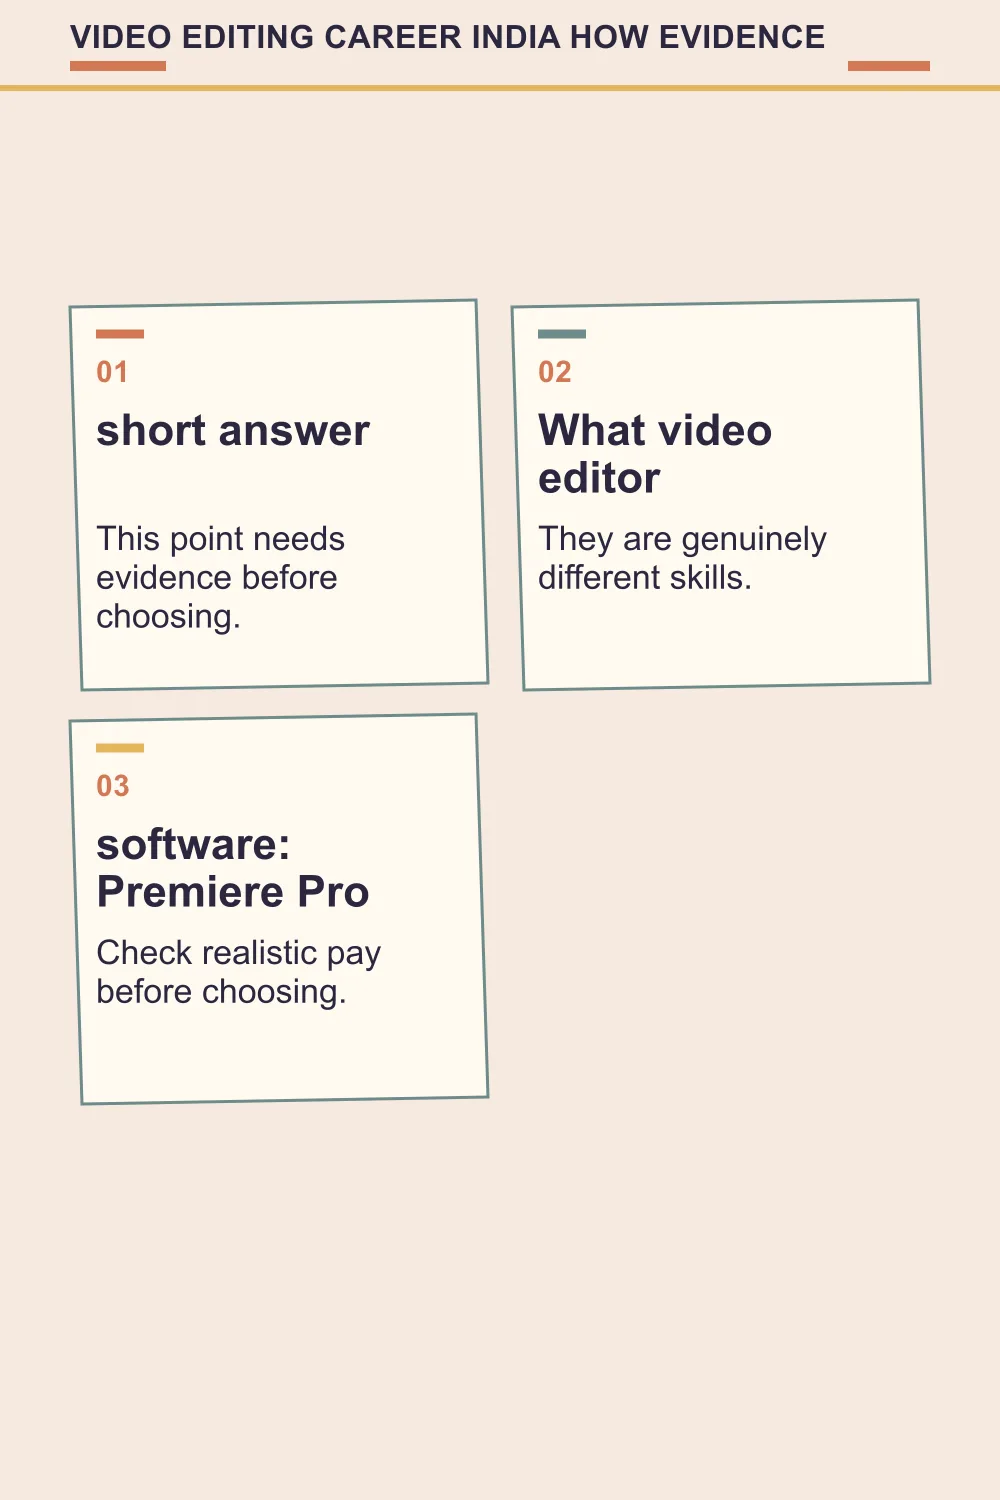 VIDEO EDITING CAREER INDIA HOW EVIDENCE
01
short answer
This point needs
evidence before
choosing.
02
What video
editor
They are genuinely
different skills.
03
software:
Premiere Pro
Check realistic pay
before choosing.